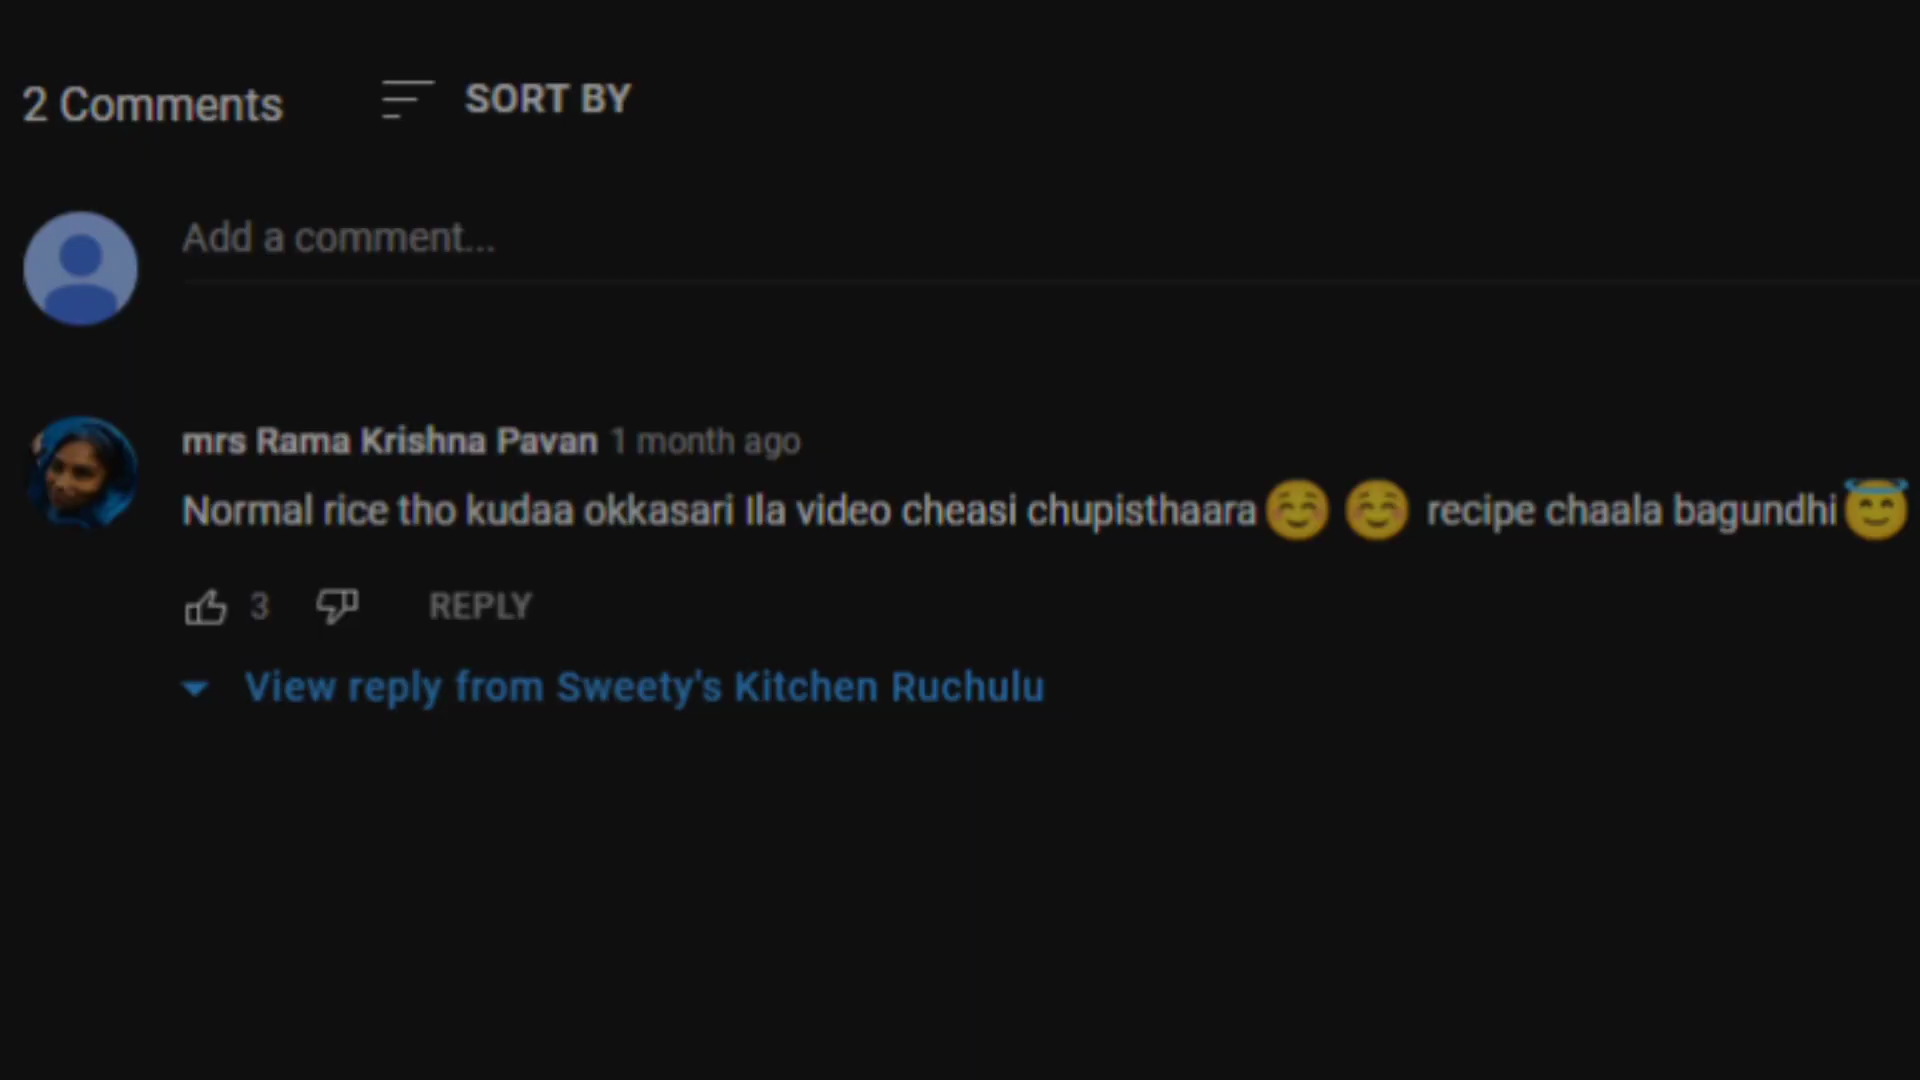 2 Comments
SORT BY
Add a comment...
mrs Rama Krishna Pavan 1 month ago
Normal rice tho kudaa okkasari Ila video cheasi chupisthaara☺️☺️ recipe chaala bagundhi😇
3
REPLY
View reply from Sweety's Kitchen Ruchulu